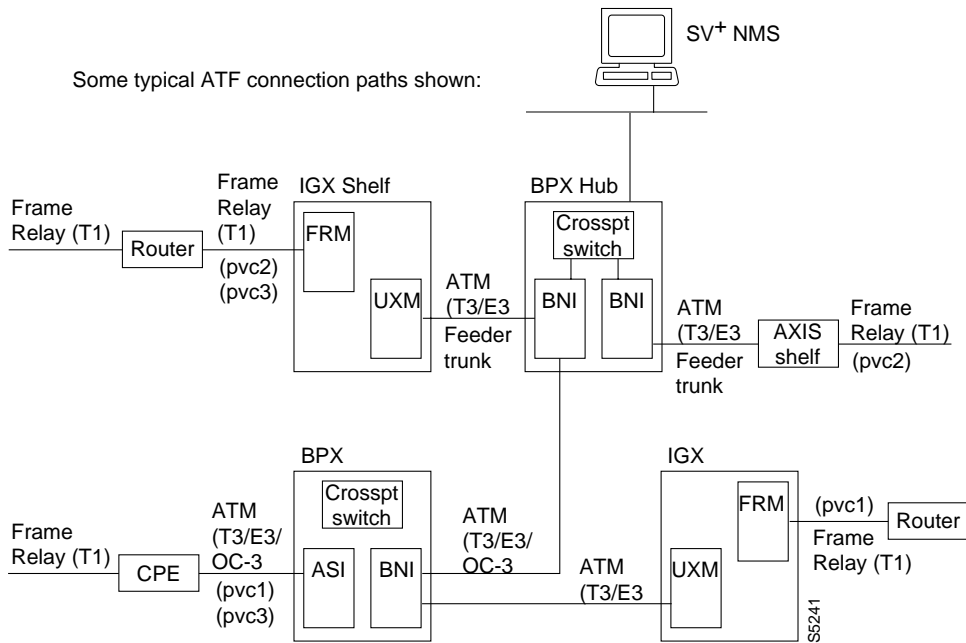 SV+ NMS
Some typical ATF connection paths shown:
Frame
Relay (T1)
Router
Frame
Relay
(T1)
(pvc2)
(pvc3)
IGX Shelf
FRM
UXM
ATM
(T3/E3
Feeder
trunk
BPX Hub
Crosspt
switch
BNI
BNI
ATM
(T3/E3
Feeder
trunk
AXIS
shelf
Frame
Relay (T1)
(pvc2)
Frame
Relay (T1)
CPE
ATM
(T3/E3/
OC-3
(pvc1)
(pvc3)
BPX
Crosspt
switch
ASI
BNI
ATM
(T3/E3/
OC-3
ATM
(T3/E3
IGX
FRM
UXM
(pvc1)
Frame
Relay (T1)
Router
S5241